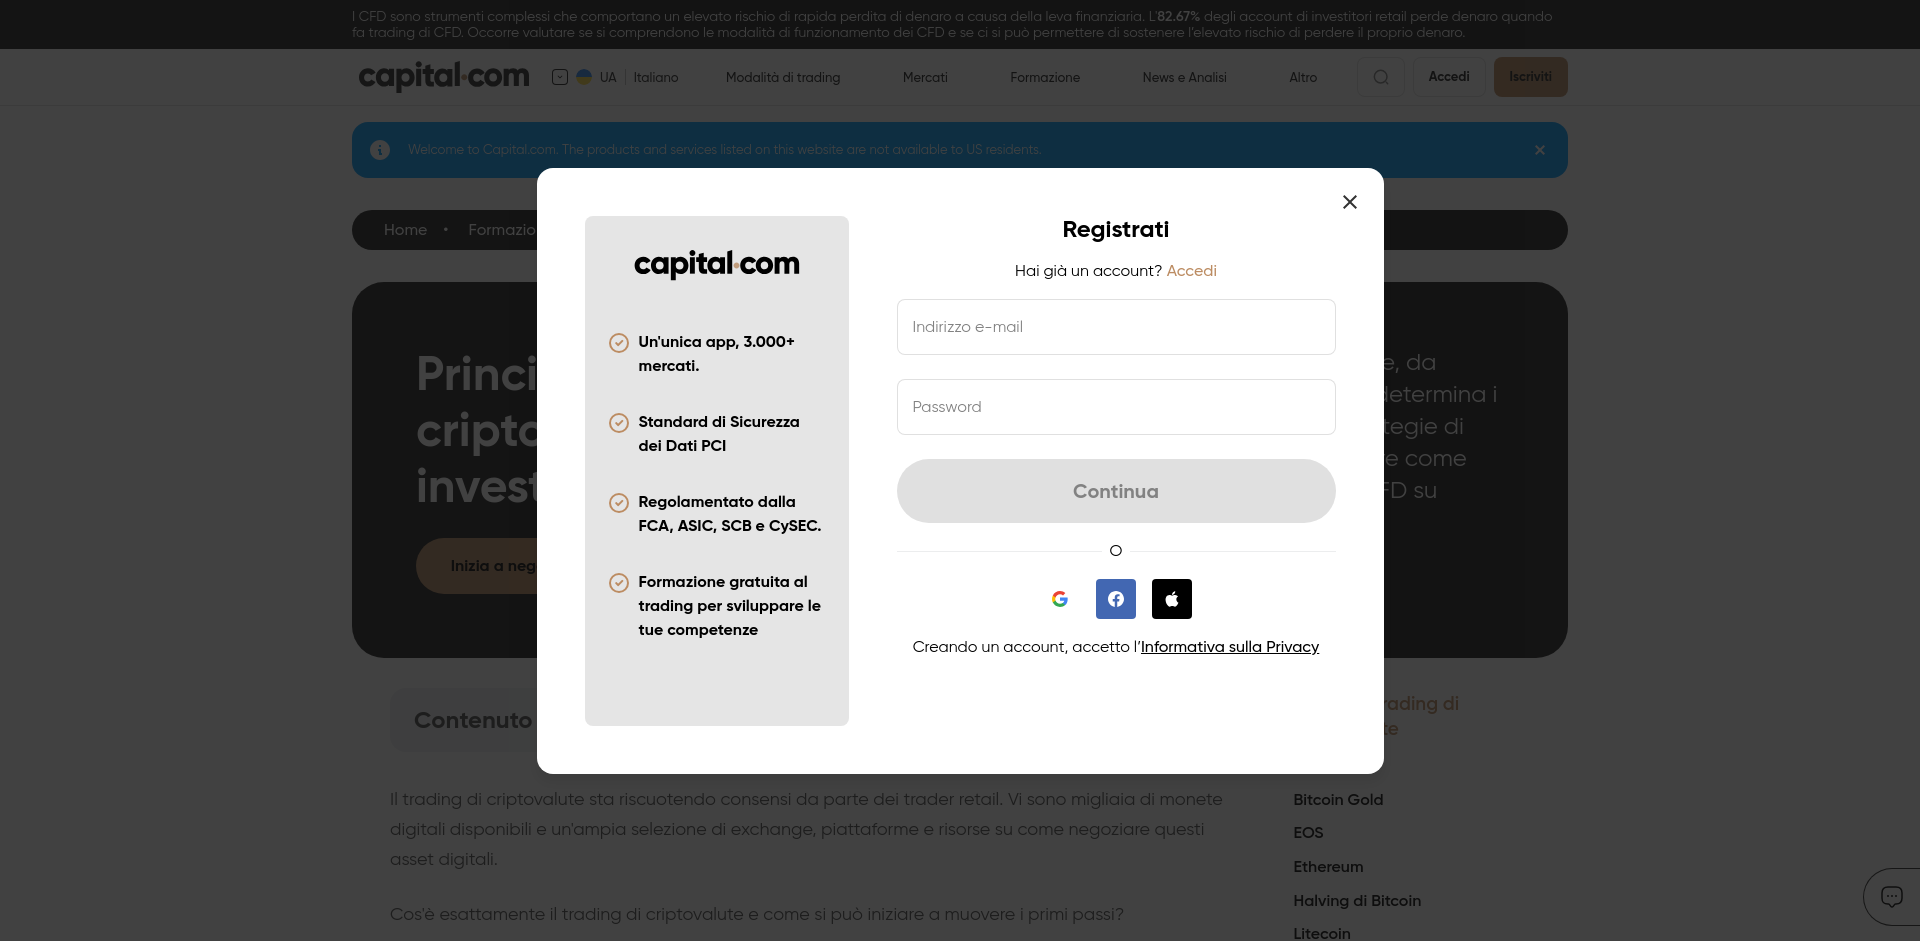 I CFD sono strumenti complessi che comportano un elevato rischio di rapida perdita di denaro a causa della leva finanziaria. L'82.67% degli account di investitori retail perde denaro quando
fa trading di CFD. Occorre valutare se si comprendono le modalità di funzionamento dei CFD e se ci si può permettere di sostenere l'elevato rischio di perdere il proprio denaro.
capital.com UA Italiano Modalità di trading Mercati Formazione News e Analisi Altro Accedi Iscriviti
Welcome to Capital.com. The products and services listed on this website are not available to US residents.
Home • Formazio
Registrati
Hai già un account? Accedi
Indirizzo e-mail
Password
Continua
O
Creando un account, accetto l'Informativa sulla Privacy
capital.com
Un'unica app, 3.000+
mercati.
Standard di Sicurezza
dei Dati PCI
Regolamentato dalla
FCA, ASIC, SCB e CySEC.
Formazione gratuita al
trading per sviluppare le
tue competenze
Princi
cripto
invest
Inizia a neg
e, da
determina i
tegie di
e come
FD su
Contenuto
rading di
te
Il trading di criptovalute sta riscuotendo consensi da parte dei trader retail. Vi sono migliaia di monete
digitali disponibili e un'ampia selezione di exchange, piattaforme e risorse su come negoziare questi
asset digitali.
Cos'è esattamente il trading di criptovalute e come si può iniziare a muovere i primi passi?
Bitcoin Gold
EOS
Ethereum
Halving di Bitcoin
Litecoin